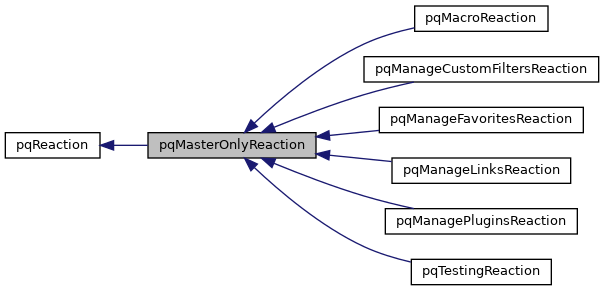 pqMacroReaction
pqManageCustomFiltersReaction
pqManageFavoritesReaction
pqReaction
pqMasterOnlyReaction
pqManageLinksReaction
pqManagePluginsReaction
pqTestingReaction